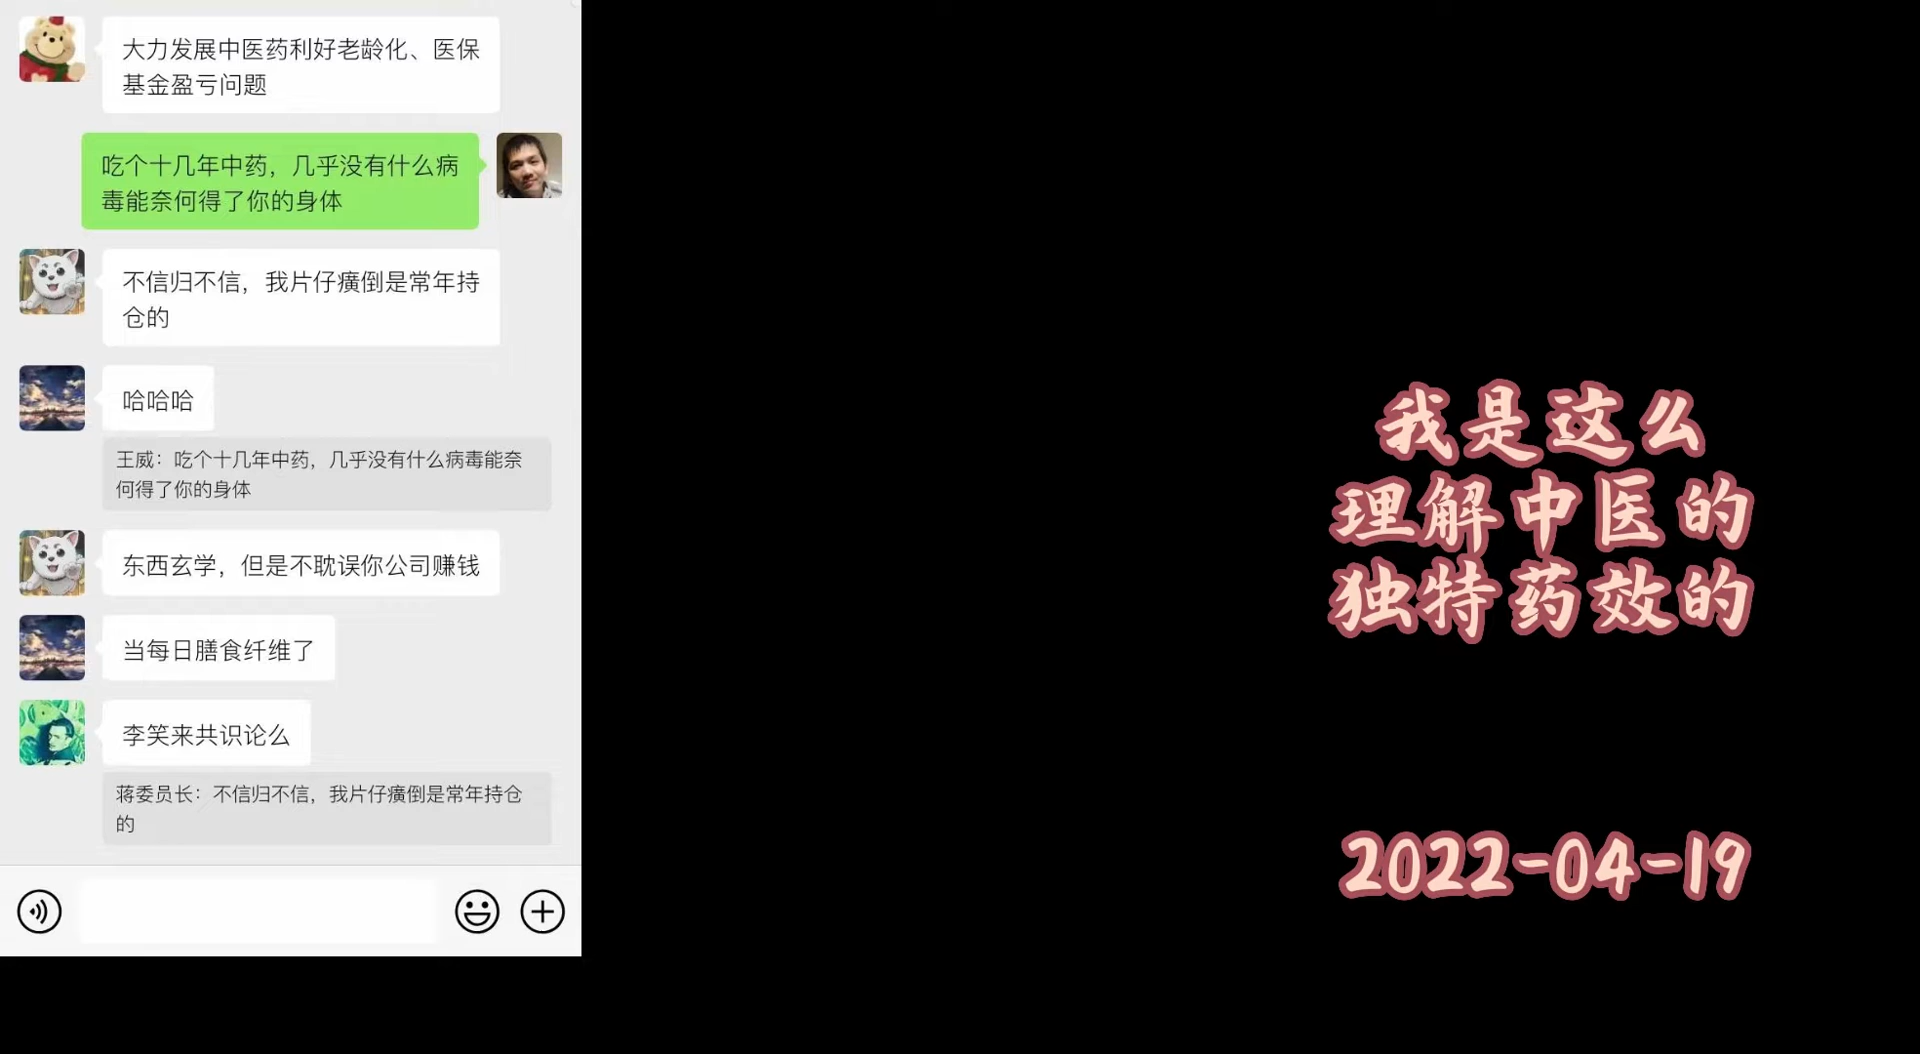 大力发展中医药利好老龄化、医保
基金盈亏问题
吃个十几年中药，几乎没有什么病
毒能奈何得了你的身体
不信归不信，我片仔癀倒是常年持
仓的
哈哈哈
王威：吃个十几年中药，几乎没有什么病毒能奈
何得了你的身体
东西玄学，但是不耽误你公司赚钱
当每日膳食纤维了
李笑来共识论么
蒋委员长：不信归不信，我片仔癀倒是常年持仓
的
我是这么
理解中医的
独特药效的
2022-04-19